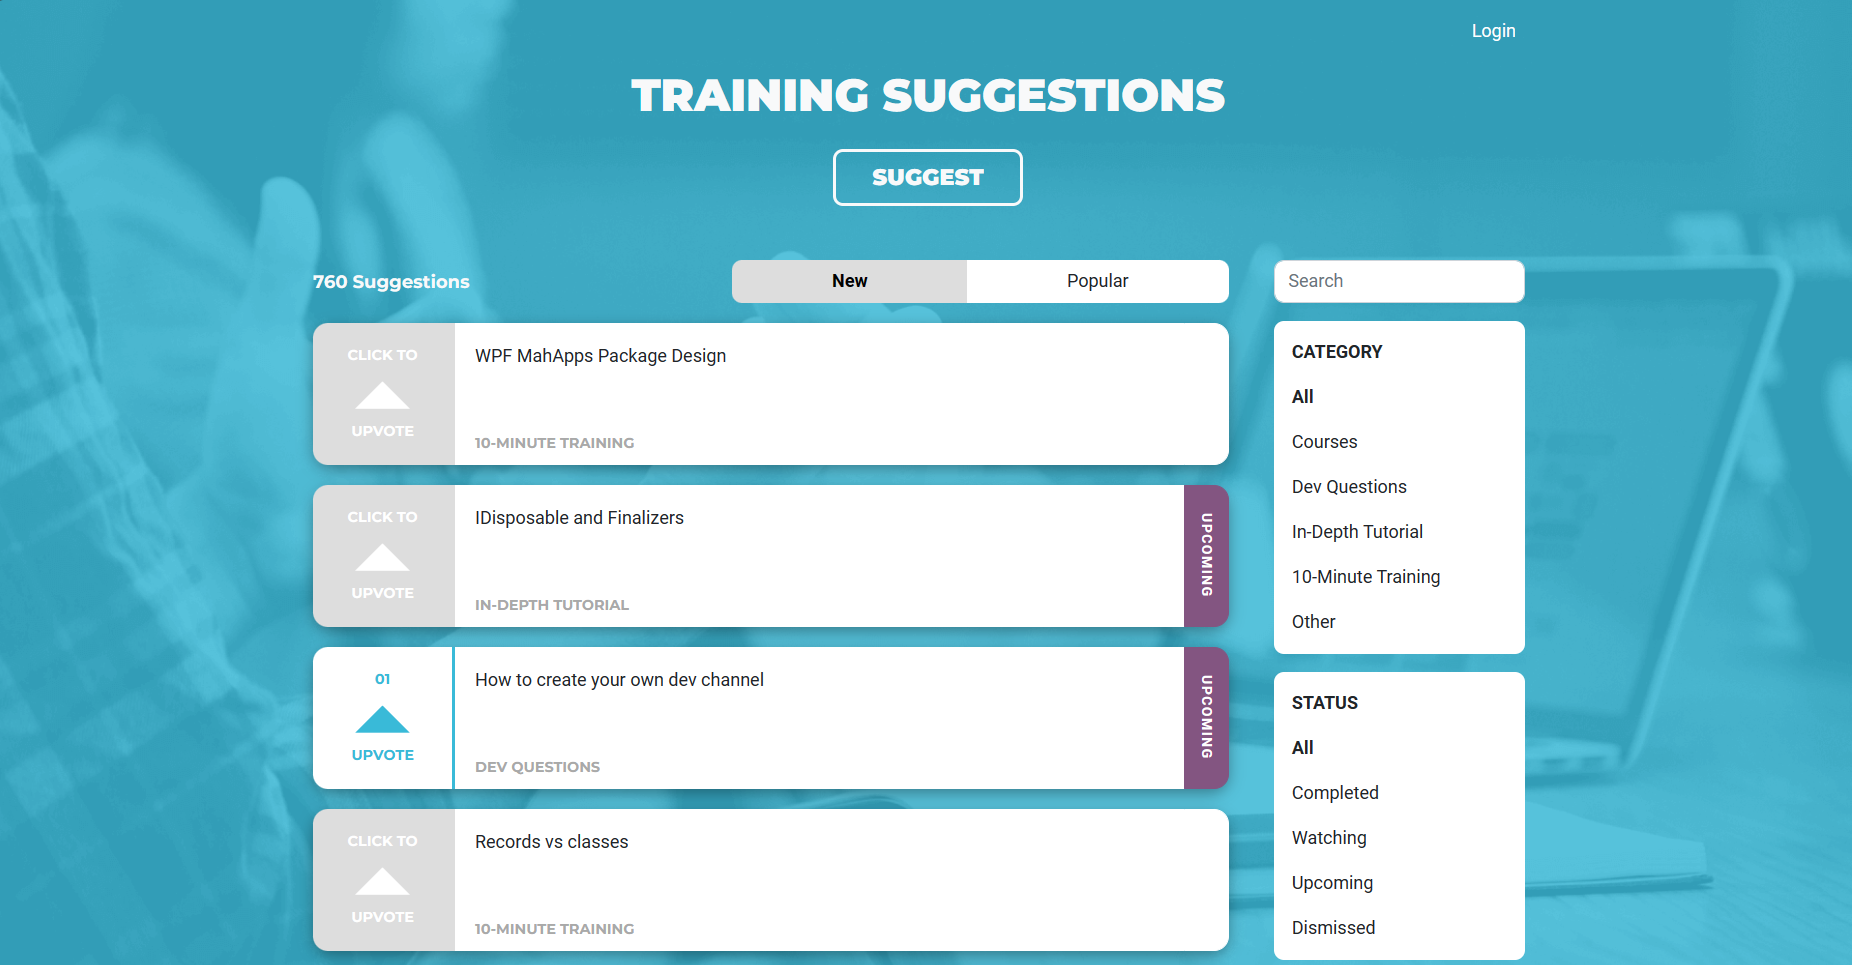 Login
TRAINING SUGGESTIONS
SUGGEST
760 Suggestions
New
Popular
Search
CLICK TO
UPVOTE
WPF MahApps Package Design
10-MINUTE TRAINING
CLICK TO
UPVOTE
IDisposable and Finalizers
IN-DEPTH TUTORIAL
UPCOMING
01
UPVOTE
How to create your own dev channel
DEV QUESTIONS
UPCOMING
CLICK TO
UPVOTE
Records vs classes
10-MINUTE TRAINING
CATEGORY
All
Courses
Dev Questions
In-Depth Tutorial
10-Minute Training
Other
STATUS
All
Completed
Watching
Upcoming
Dismissed